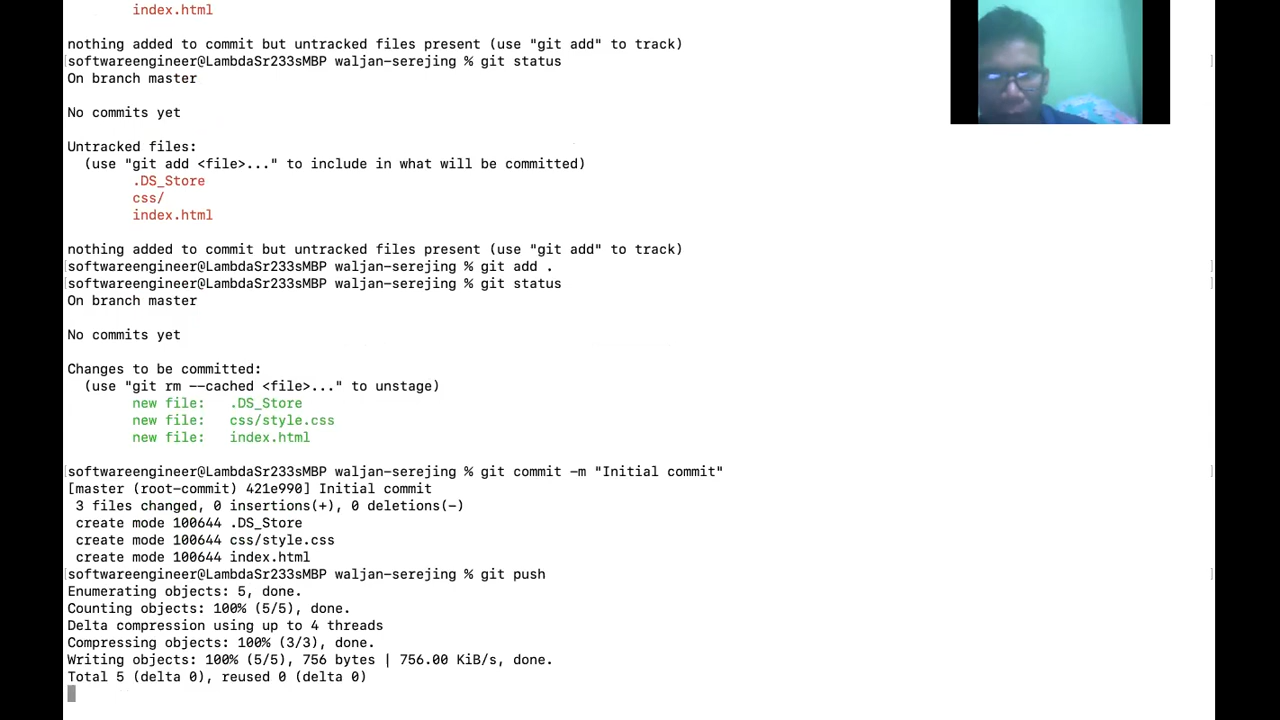 index.html
nothing added to commit but untracked files present (use "git add" to track)
[softwareengineer@LambdaSr233sMBP waljan-serejing % git status ]
On branch master
No commits yet
Untracked files:
(use "git add <file>..." to include in what will be committed)
.DS_Store
css/
index.html
nothing added to commit but untracked files present (use "git add" to track)
[softwareengineer@LambdaSr233sMBP waljan-serejing % git add . ]
[softwareengineer@LambdaSr233sMBP waljan-serejing % git status ]
On branch master
No commits yet
Changes to be committed:
(use "git rm --cached <file>..." to unstage)
new file:   .DS_Store
new file:   css/style.css
new file:   index.html
[softwareengineer@LambdaSr233sMBP waljan-serejing % git commit -m "Initial commit" ]
[master (root-commit) 421e990] Initial commit
3 files changed, 0 insertions(+), 0 deletions(-)
create mode 100644 .DS_Store
create mode 100644 css/style.css
create mode 100644 index.html
[softwareengineer@LambdaSr233sMBP waljan-serejing % git push ]
Enumerating objects: 5, done.
Counting objects: 100% (5/5), done.
Delta compression using up to 4 threads
Compressing objects: 100% (3/3), done.
Writing objects: 100% (5/5), 756 bytes | 756.00 KiB/s, done.
Total 5 (delta 0), reused 0 (delta 0)